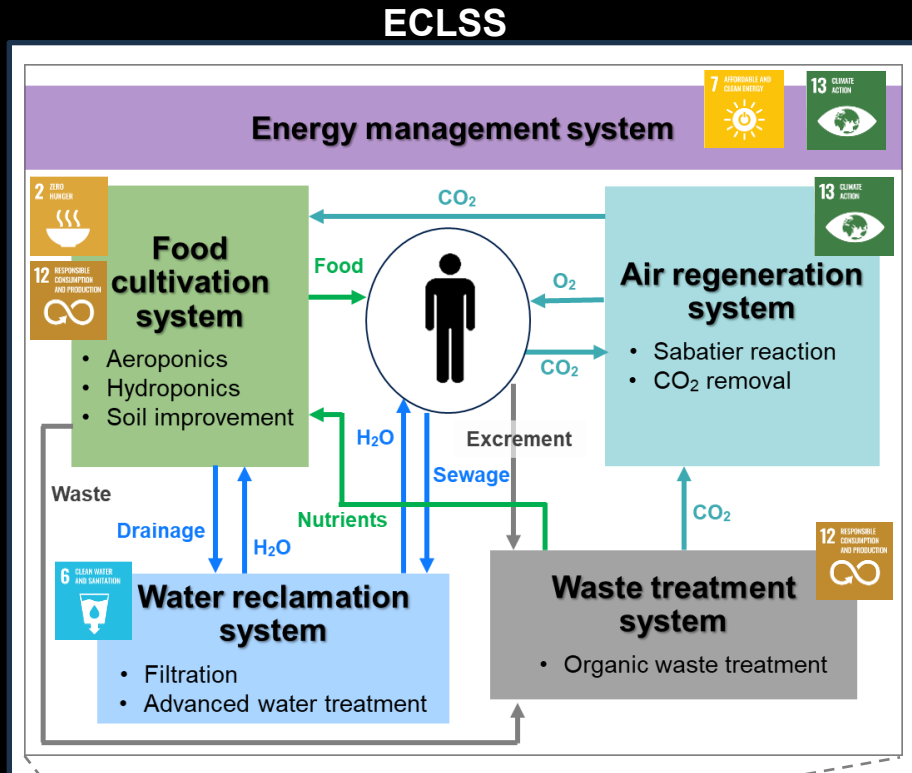 ECLSS
7 AFFORDABLE AND
CLEAN ENERGY
13 CLIMATE
ACTION
Energy management system
2 ZERO
HUNGER
12 RESPONSIBLE
CONSUMPTION
AND PRODUCTION
Food
cultivation
system
• Aeroponics
• Hydroponics
• Soil improvement
CO₂
Food
O₂
CO₂
13 CLIMATE
ACTION
Air regeneration
system
• Sabatier reaction
• CO₂ removal
Waste
Drainage
H₂O
Nutrients
H₂O
Sewage
Excrement
CO₂
6 CLEAN WATER
AND SANITATION
Water reclamation
system
• Filtration
• Advanced water treatment
12 RESPONSIBLE
CONSUMPTION
AND PRODUCTION
Waste treatment
system
• Organic waste treatment